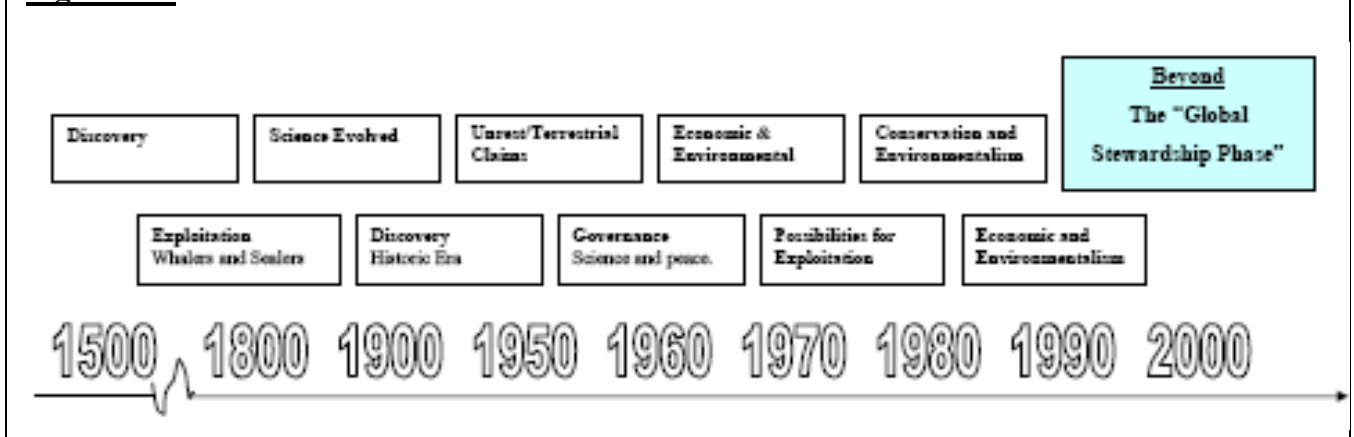 Discovery
Science Evolved
Unrest/Terrestrial
Claims
Economic &
Environmental
Conservation and
Environmentalism
Beyond
The "Global
Stewardship Phase"
Exploitation
Whalers and Sealers
Discovery
Historic Era
Governance
Science and peace.
Possibilities for
Exploitation
Economic and
Environmentalism
1500 1800 1900 1950 1960 1970 1980 1990 2000